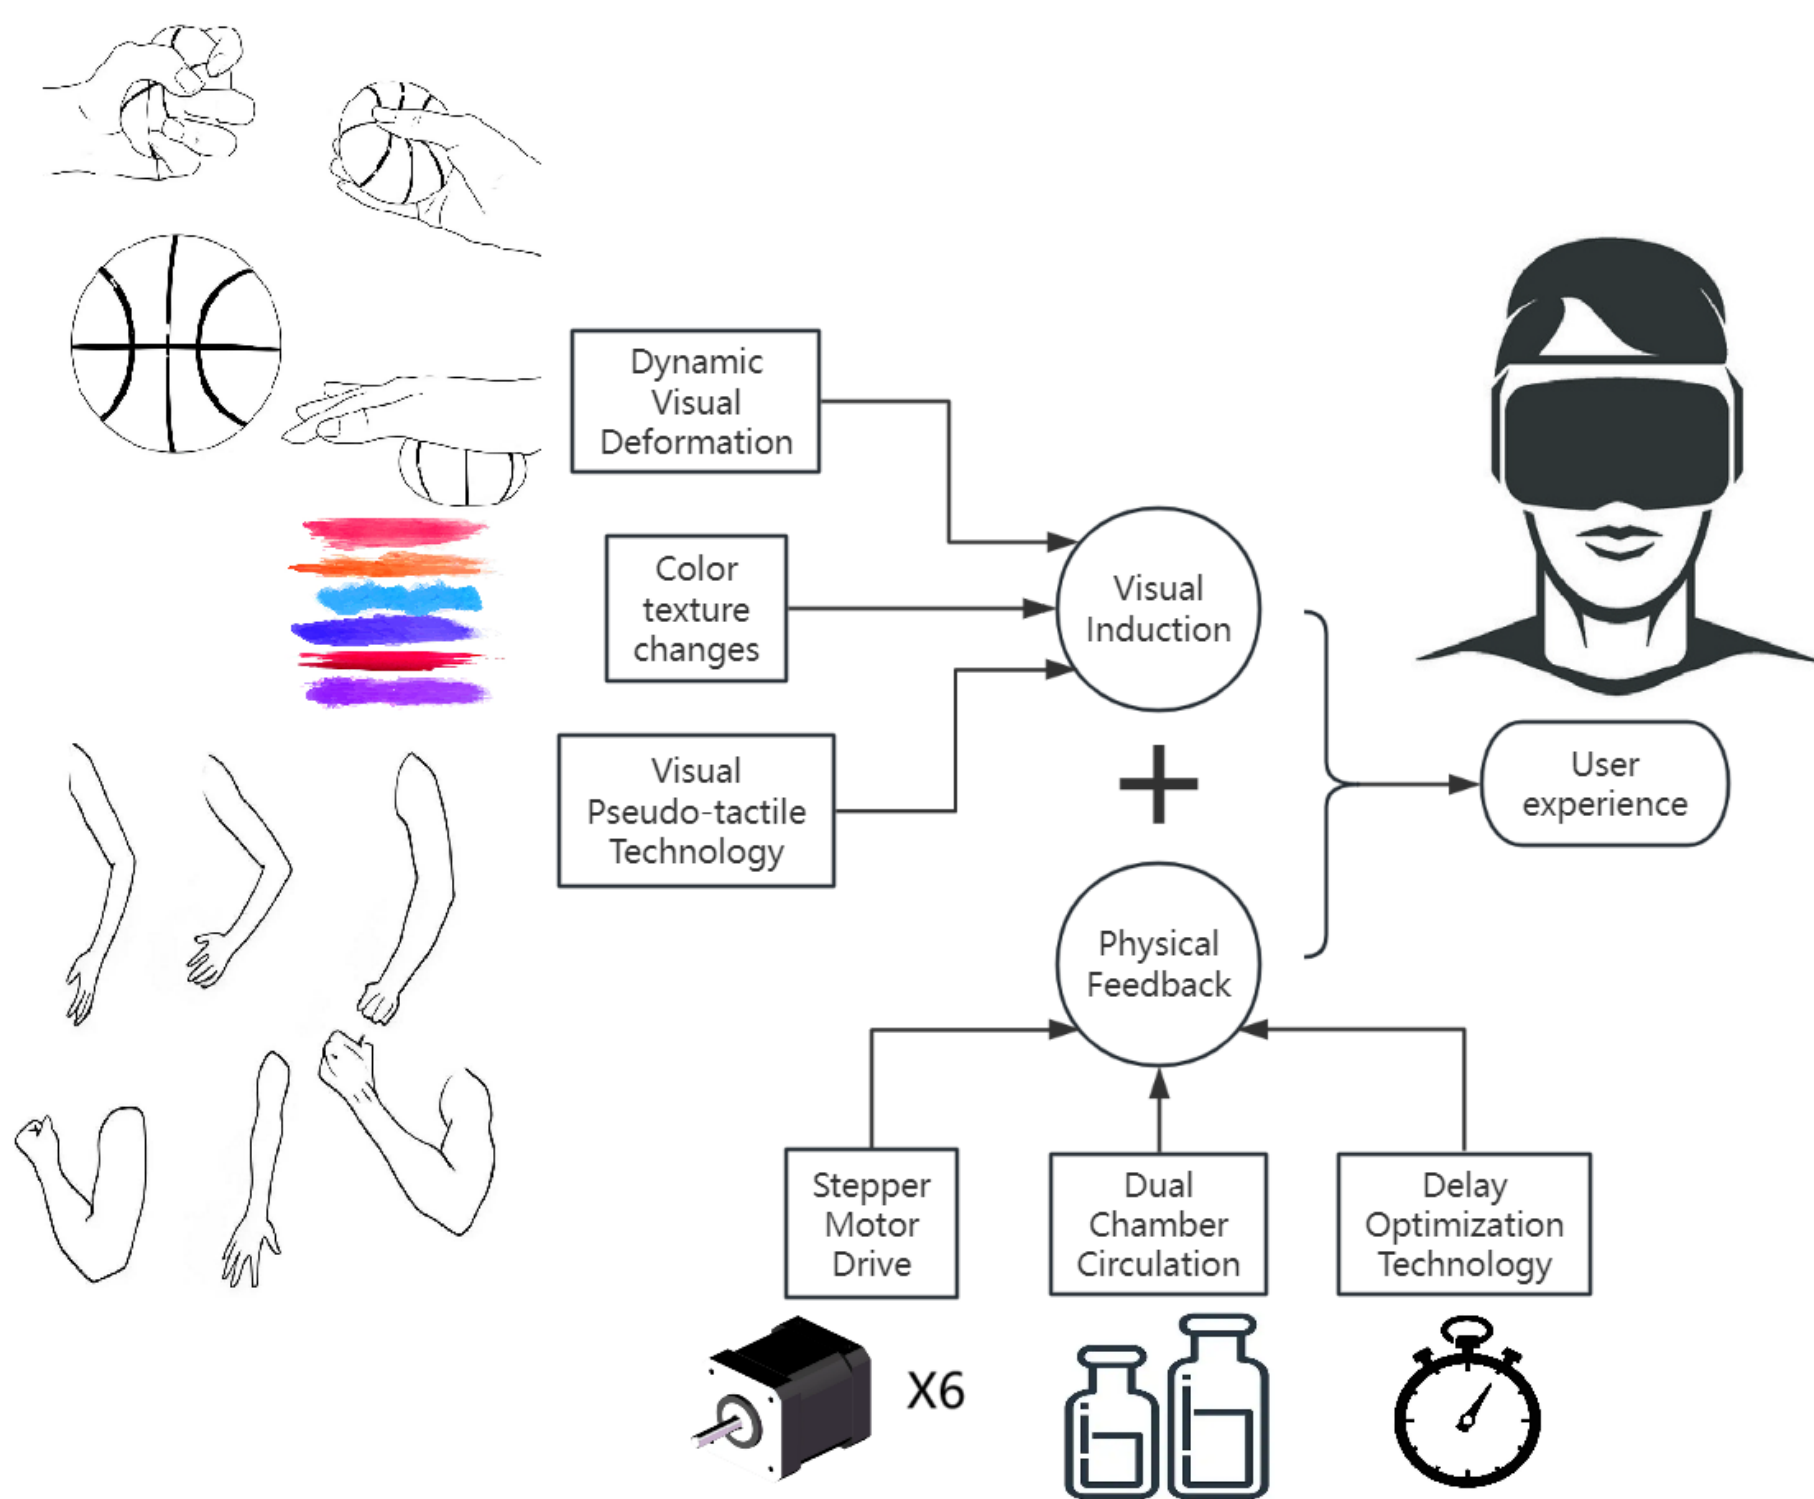 Dynamic
Visual
Deformation
Color
texture
changes
Visual
Pseudo-tactile
Technology
Visual
Induction
Physical
Feedback
User
experience
Stepper
Motor
Drive
Dual
Chamber
Circulation
Delay
Optimization
Technology
X6